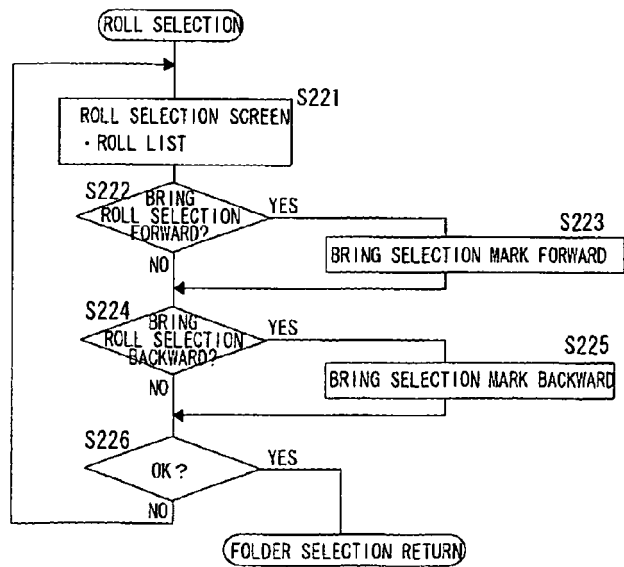 ROLL SELECTION
S221
ROLL SELECTION SCREEN
· ROLL LIST
S222
BRING
ROLL SELECTION
FORWARD?
YES
NO
S223
BRING SELECTION MARK FORWARD
S224
BRING
ROLL SELECTION
BACKWARD?
YES
NO
S225
BRING SELECTION MARK BACKWARD
S226
OK?
YES
NO
FOLDER SELECTION RETURN